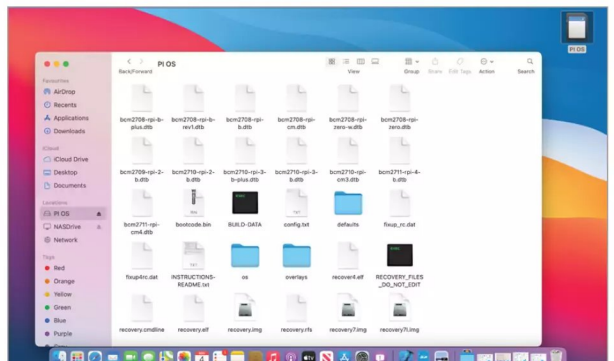 PI OS
PI OS
Back/Forward
View
Group
Share
Edit Tags
Action
Search
Favourites
AirDrop
Recents
Applications
Downloads
iCloud
iCloud Drive
Desktop
Documents
Locations
PI OS
NASDrive
Network
Tags
Red
Orange
Yellow
Green
Blue
Purple
bcm2708-rpi-b-
plus.dtb
bcm2708-rpi-b-
rev1.dtb
bcm2708-rpi-
b.dtb
bcm2708-rpi-
cm.dtb
bcm2708-rpi-
zero-w.dtb
bcm2708-rpi-
zero.dtb
bcm2709-rpi-2-
b.dtb
bcm2710-rpi-2-
b.dtb
bcm2710-rpi-3-
b-plus.dtb
bcm2710-rpi-3-
b.dtb
bcm2710-rpi-
cm3.dtb
bcm2711-rpi-4-
b.dtb
bcm2711-rpi-
cm4.dtb
bootcode.bin
BUILD-DATA
TXT
config.txt
defaults
fixup_rc.dat
fixup4rc.dat
TXT
INSTRUCTIONS-
README.txt
os
overlays
recover4.elf
RECOVERY_FILES
_DO_NOT_EDIT
recovery.cmdline
recovery.elf
recovery.img
recovery.rfs
recovery7.img
recovery7l.img